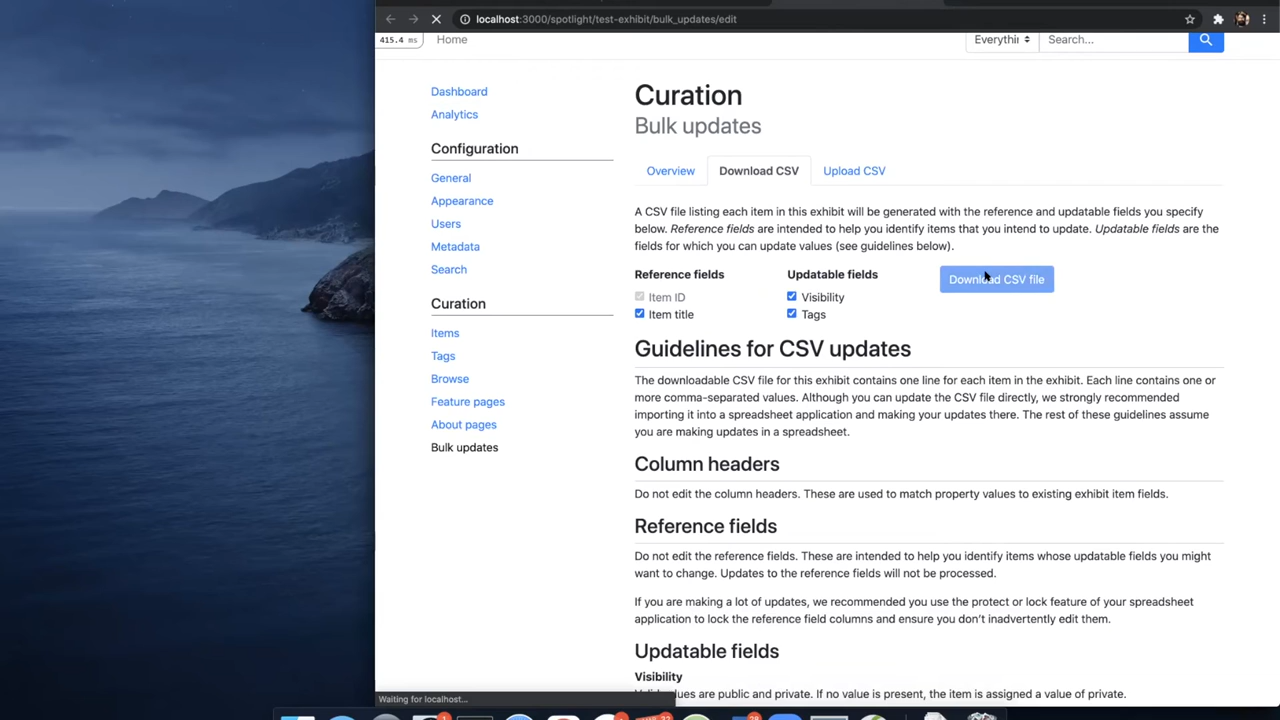 localhost:3000/spotlight/test-exhibit/bulk_updates/edit
415.4 ms
Home
Everythi
Search...
Dashboard
Analytics
Configuration
General
Appearance
Users
Metadata
Search
Curation
Items
Tags
Browse
Feature pages
About pages
Bulk updates
Curation
Bulk updates
Overview
Download CSV
Upload CSV
A CSV file listing each item in this exhibit will be generated with the reference and updatable fields you specify
below. Reference fields are intended to help you identify items that you intend to update. Updatable fields are the
fields for which you can update values (see guidelines below).
Reference fields
Updatable fields
Download CSV file
Item ID
Visibility
Item title
Tags
Guidelines for CSV updates
The downloadable CSV file for this exhibit contains one line for each item in the exhibit. Each line contains one or
more comma-separated values. Although you can update the CSV file directly, we strongly recommended
importing it into a spreadsheet application and making your updates there. The rest of these guidelines assume
you are making updates in a spreadsheet.
Column headers
Do not edit the column headers. These are used to match property values to existing exhibit item fields.
Reference fields
Do not edit the reference fields. These are intended to help you identify items whose updatable fields you might
want to change. Updates to the reference fields will not be processed.
If you are making a lot of updates, we recommended you use the protect or lock feature of your spreadsheet
application to lock the reference field columns and ensure you don't inadvertently edit them.
Updatable fields
Visibility
are public and private. If no value is present, the item is assigned a value of private.
Waiting for localhost...